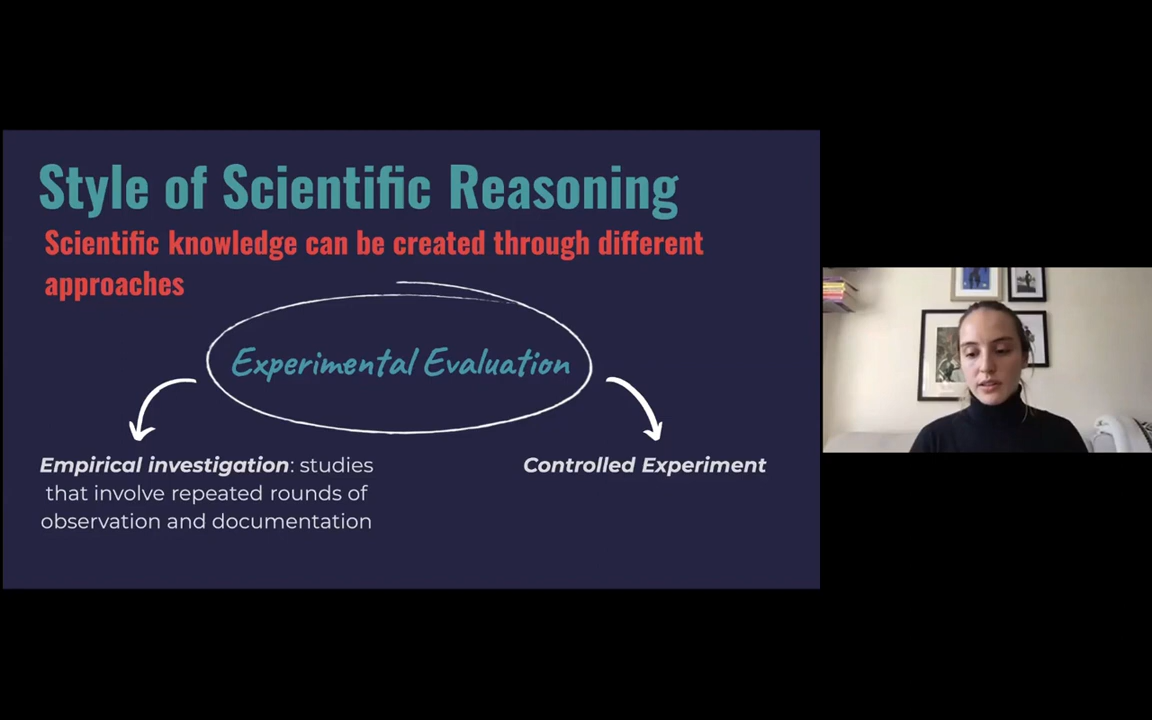 Style of Scientific Reasoning
Scientific knowledge can be created through different
approaches
Experimental Evaluation
Empirical investigation: studies
that involve repeated rounds of
observation and documentation
Controlled Experiment